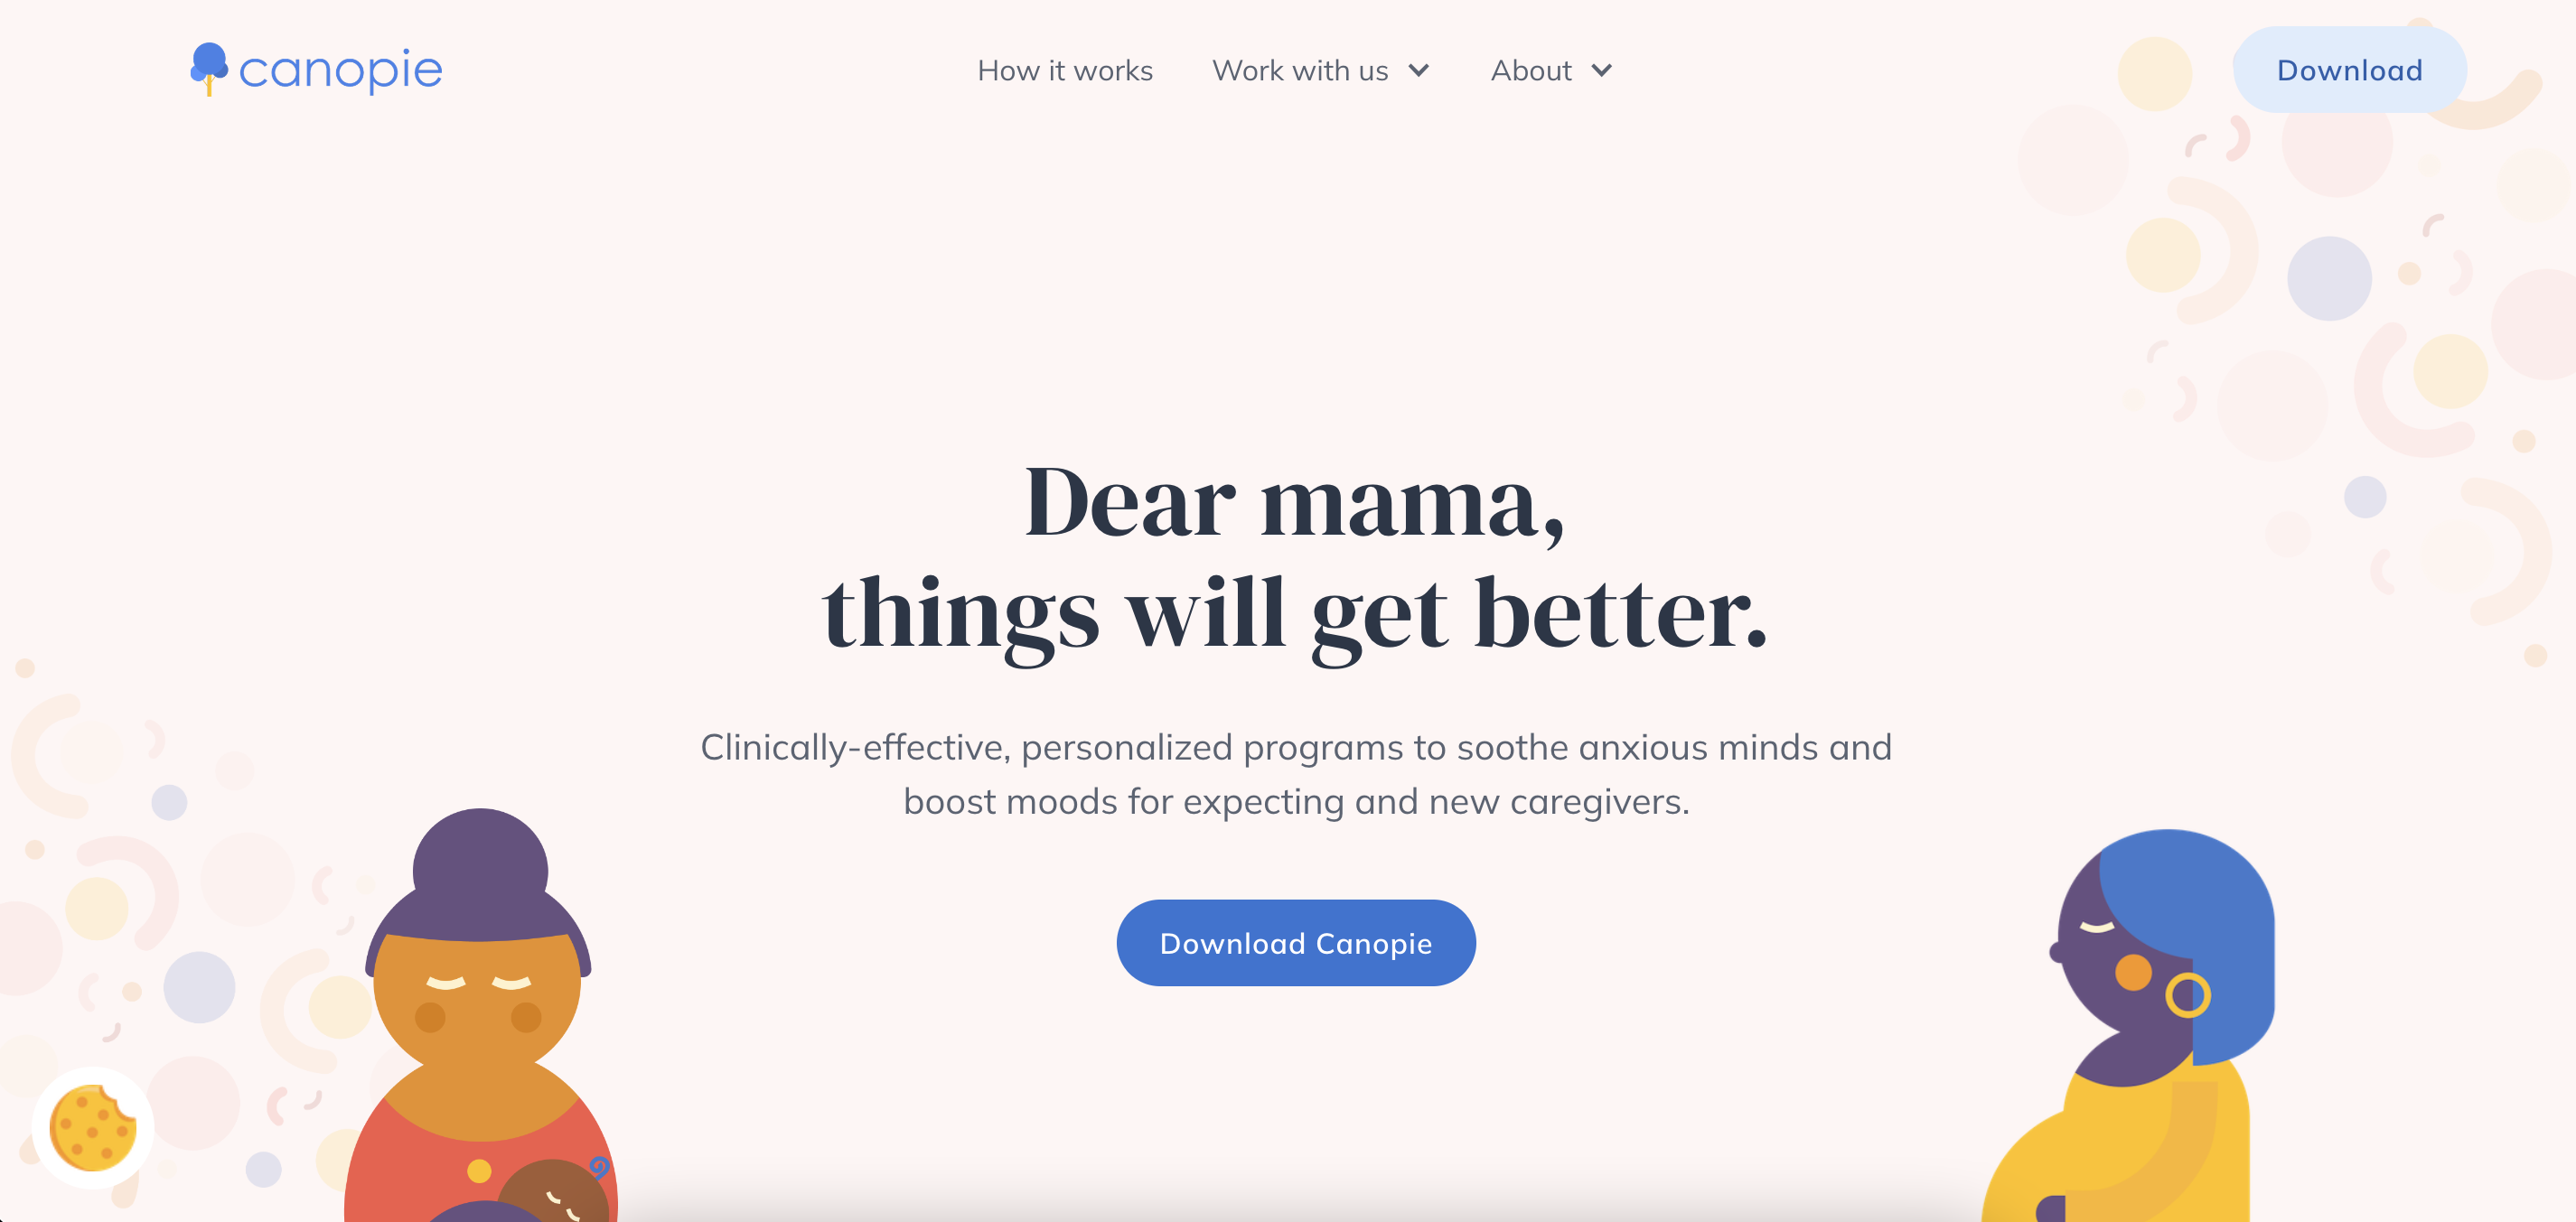 canopie
How it works
Work with us
About
Download
Dear mama,
things will get better.
Clinically-effective, personalized programs to soothe anxious minds and
boost moods for expecting and new caregivers.
Download Canopie